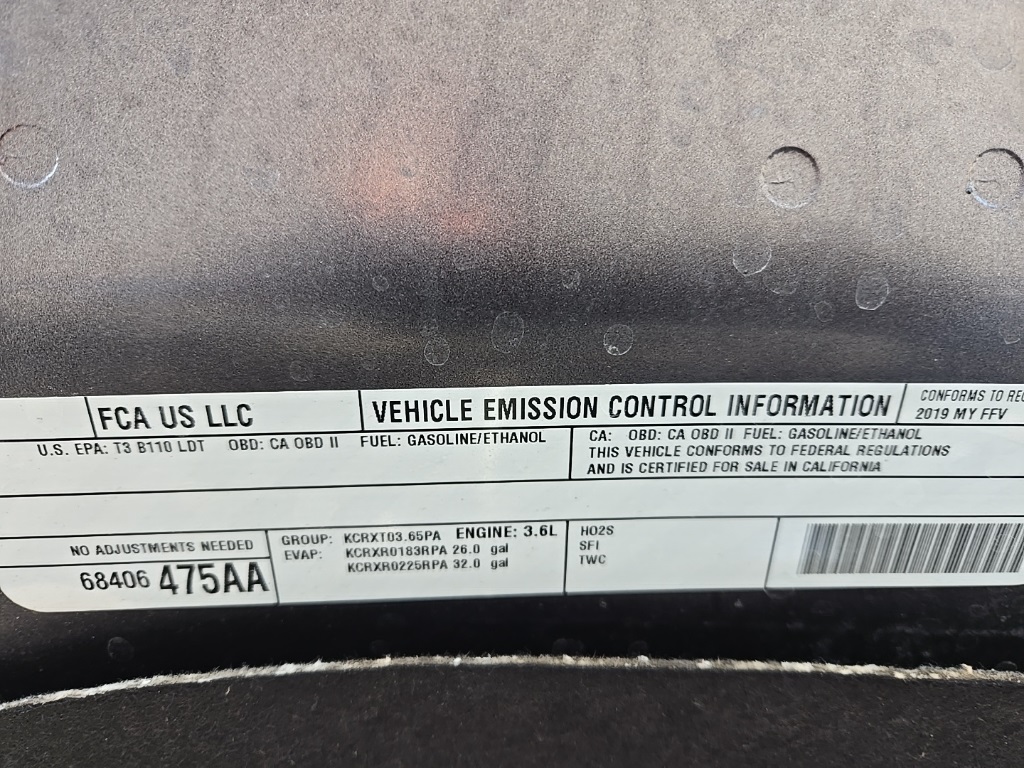 FCA US LLC
VEHICLE EMISSION CONTROL INFORMATION
CONFORMS TO
2019 MY FFV
U.S. EPA: T3 B110 LDT OBD: CA OBD II FUEL: GASOLINE/ETHANOL
CA: OBD: CA OBD II FUEL: GASOLINE/ETHANOL
THIS VEHICLE CONFORMS TO FEDERAL REGULATIONS
AND IS CERTIFIED FOR SALE IN CALIFORNIA
NO ADJUSTMENTS NEEDED
68406 475AA
GROUP: KCRXT03.65PA ENGINE: 3.6L
EVAP: KCRXR0183RPA 26.0 gal
KCRXR0225RPA 32.0 gal
HO2S
SFI
TWC